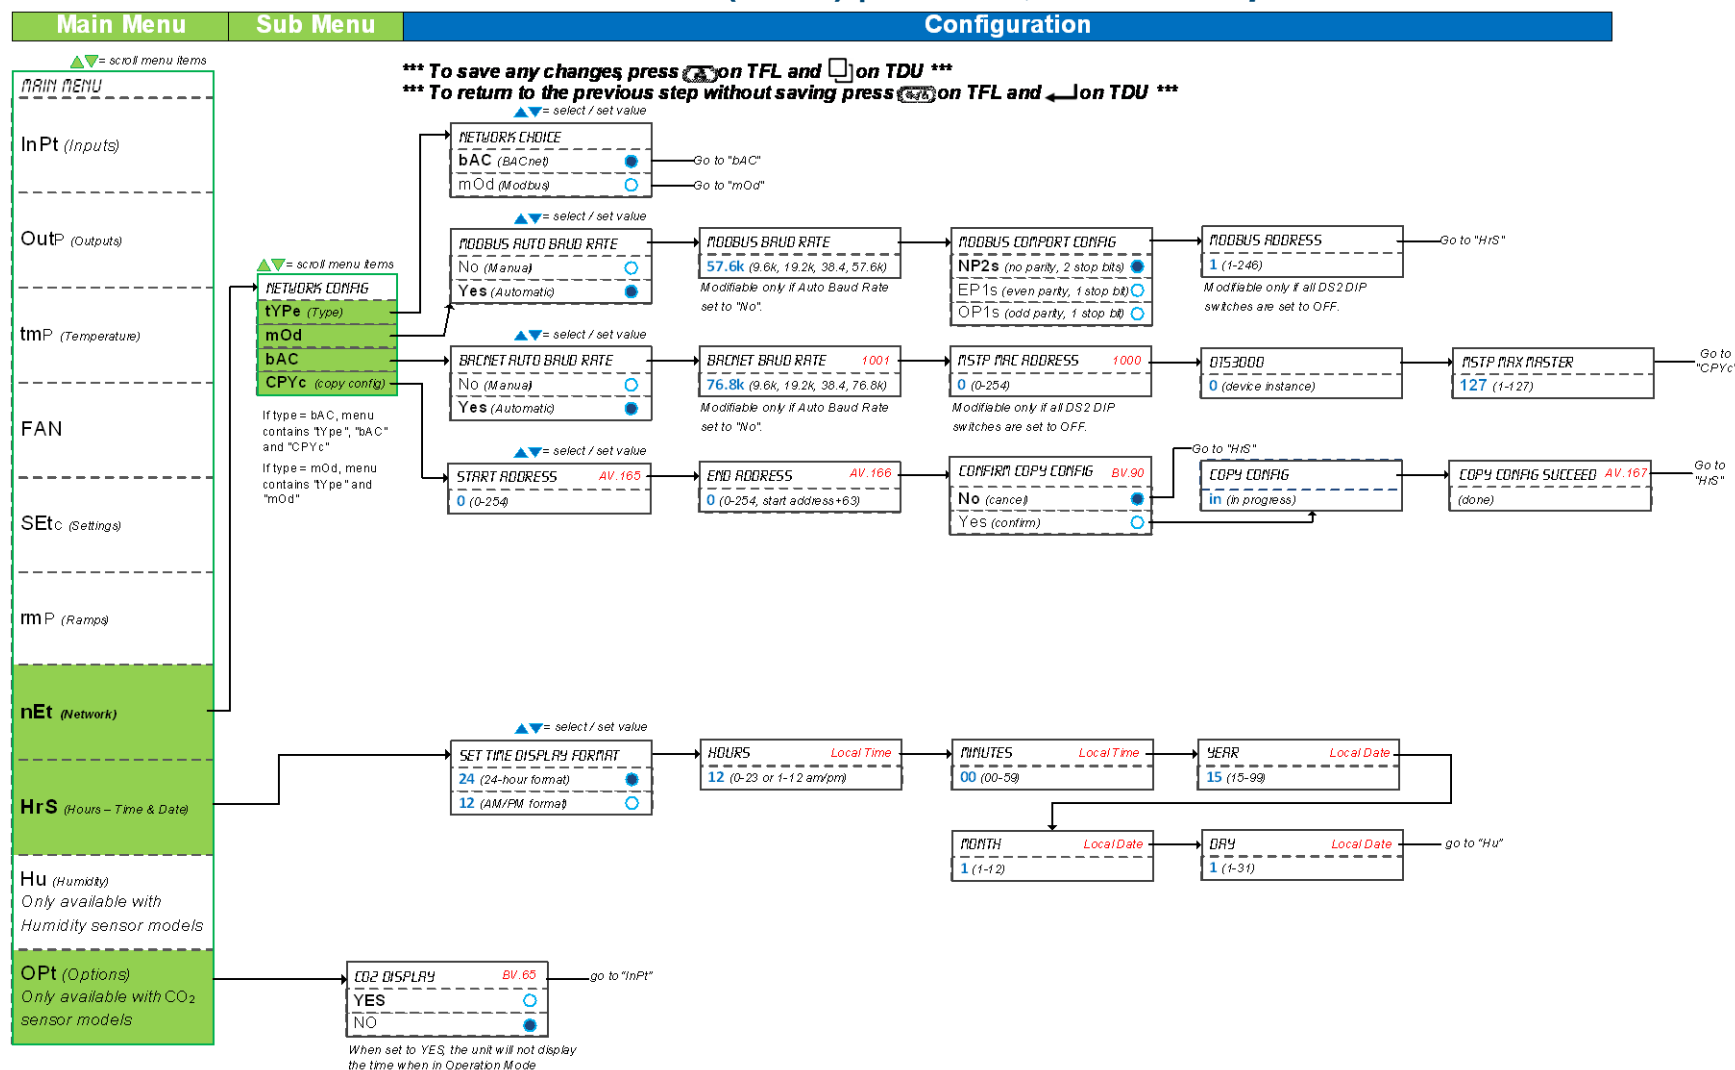 Main Menu
Sub Menu
Configuration
= scroll menu items
MAIN MENU
InPt (Inputs)
OutP (Outputs)
tmP (Temperature)
FAN
SEtc (Settings)
rmP (Ramps)
nEt (Network)
HrS (Hours – Time & Date)
Hu (Humidity)
Only available with
Humidity sensor models
OPt (Options)
Only available with CO2
sensor models
*** To save any changes, press on TFL and on TDU ***
*** To return to the previous step without saving press on TFL and on TDU ***
= scroll menu items
NETWORK CONFIG
tYPe (Type)
mOd
bAC
CPYc (copy config)
If type = bAC, menu
contains "tYpe", "bAC"
and "CPYc"
If type = mOd, menu
contains "tYpe" and
"mOd"
= select / set value
NETWORK CHOICE
bAC (BACnet)
Go to "bAC"
mOd (Modbus)
Go to "mOd"
= select / set value
MODBUS AUTO BAUD RATE
No (Manual)
Yes (Automatic)
MODBUS BAUD RATE
57.6k (9.6k, 19.2k, 38.4, 57.6k)
Modifiable only if Auto Baud Rate
set to "No".
MODBUS COMPORT CONFIG
NP2s (no parity, 2 stop bits)
EP1s (even parity, 1 stop bit)
OP1s (odd parity, 1 stop bit)
MODBUS ADDRESS
1 (1-246)
Modifiable only if all DS2 DIP
switches are set to OFF.
Go to "HrS"
= select / set value
BACNET AUTO BAUD RATE
No (Manual)
Yes (Automatic)
BACNET BAUD RATE 1001
76.8k (9.6k, 19.2k, 38.4, 76.8k)
Modifiable only if Auto Baud Rate
set to "No".
MSTP MAC ADDRESS 1000
0 (0-254)
Modifiable only if all DS2 DIP
switches are set to OFF.
0153000
0 (device instance)
MSTP MAX MASTER
127 (1-127)
Go to
"CPYc"
= select / set value
START ADDRESS AV.165
0 (0-254)
END ADDRESS AV.166
0 (0-254, start address+63)
CONFIRM COPY CONFIG BV.90
No (cancel)
Yes (confirm)
Go to "HrS"
COPY CONFIG
in (in progress)
COPY CONFIG SUCCEED AV.167
(done)
Go to
"HrS"
= select / set value
SET TIME DISPLAY FORMAT
24 (24-hour format)
12 (AM/PM format)
HOURS Local Time
12 (0-23 or 1-12 am/pm)
MINUTES Local Time
00 (00-59)
YEAR Local Date
15 (15-99)
MONTH Local Date
1 (1-12)
DAY Local Date
1 (1-31)
go to "Hu"
CO2 DISPLAY BV.65
YES
NO
go to "InPt"
When set to YES, the unit will not display
the time when in Operation Mode